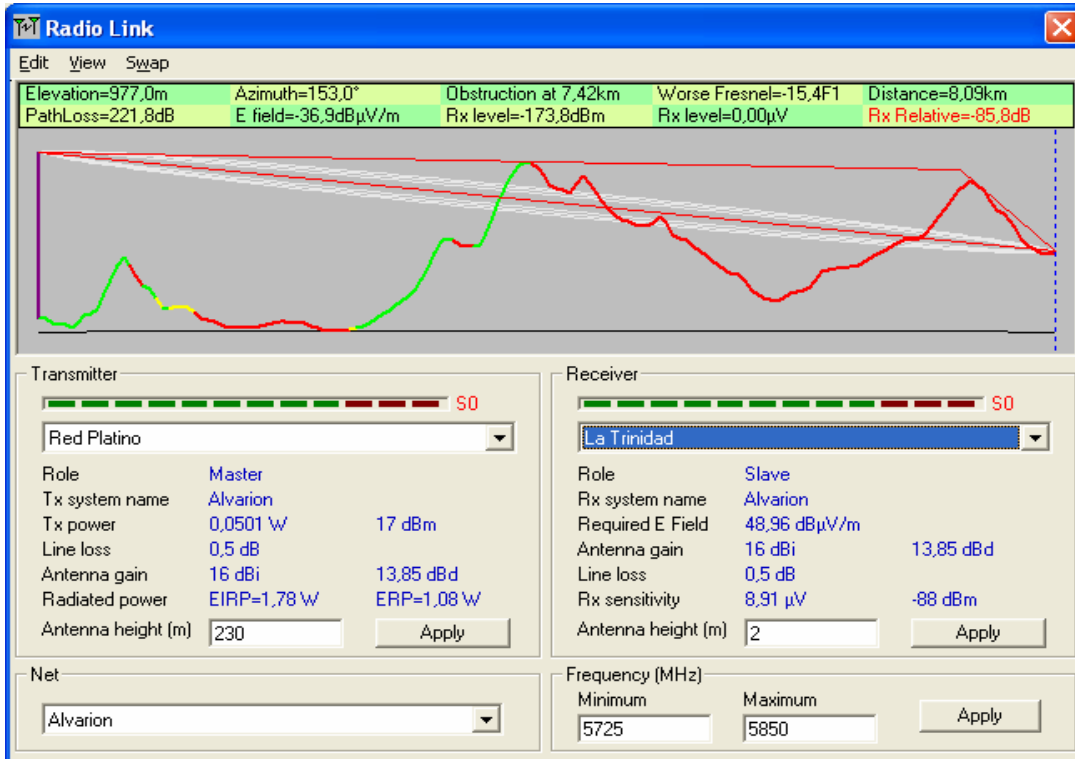 Radio Link
Edit View Swap
Elevation=977,0m Azimuth=153,0° Obstruction at 7,42km Worse Fresnel=-15,4F1 Distance=8,09km
PathLoss=221,8dB E field=-36,9dBµV/m Rx level=-173,8dBm Rx level=0,00µV Rx Relative=-85,8dB
Transmitter
S0
Red Platino
Role Master
Tx system name Alvarion
Tx power 0,0501 W 17 dBm
Line loss 0,5 dB
Antenna gain 16 dBi 13,85 dBd
Radiated power EIRP=1,78 W ERP=1,08 W
Antenna height (m) 230 Apply
Receiver
S0
La Trinidad
Role Slave
Rx system name Alvarion
Required E Field 48,96 dBµV/m
Antenna gain 16 dBi 13,85 dBd
Line loss 0,5 dB
Rx sensitivity 8,91 µV -88 dBm
Antenna height (m) 2 Apply
Net
Alvarion
Frequency (MHz)
Minimum Maximum
5725 5850 Apply